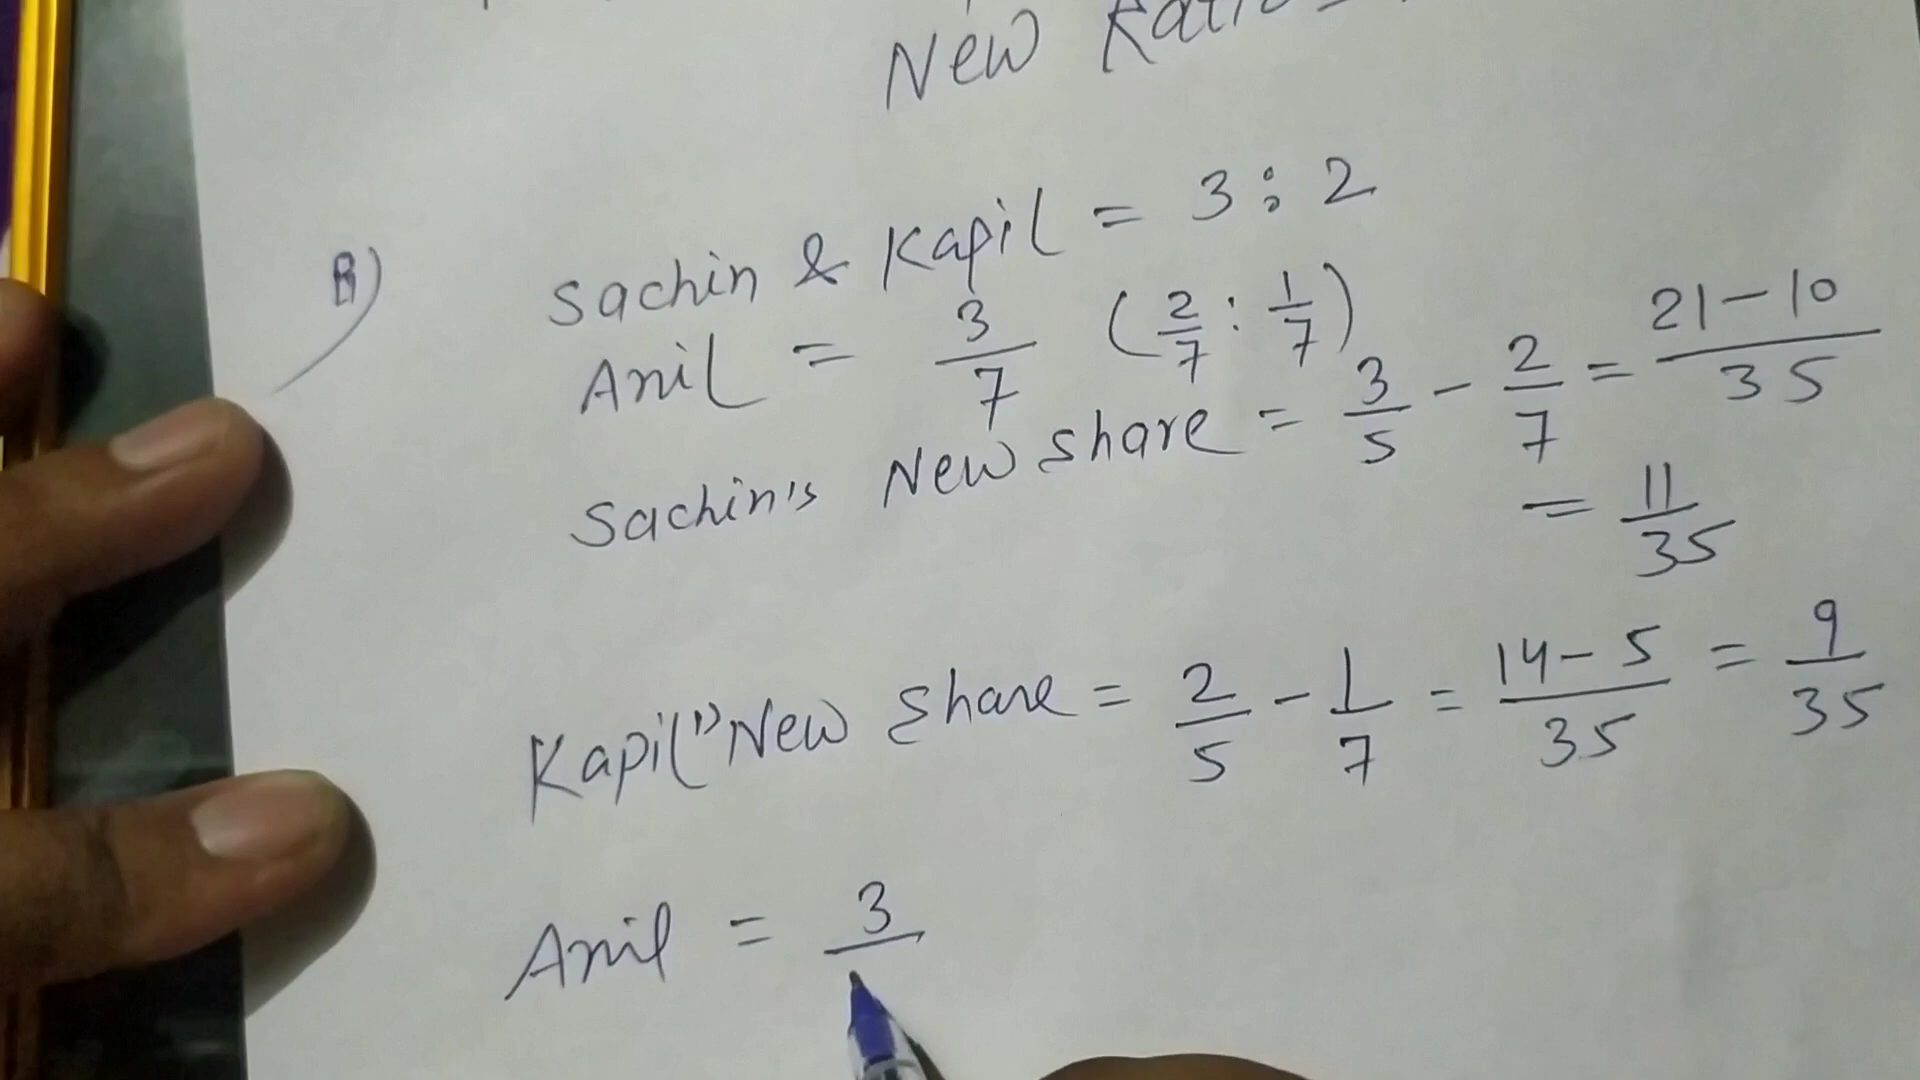 New Ratio =
B)
Sachin & Kapil = 3 : 2
Anil = 3/7 (2/7 : 1/7)
Sachin's New share = 3/5 - 2/7 = 21-10/35
= 11/35
Kapil's New share = 2/5 - 1/7 = 14-5/35 = 9/35
Anil = 3